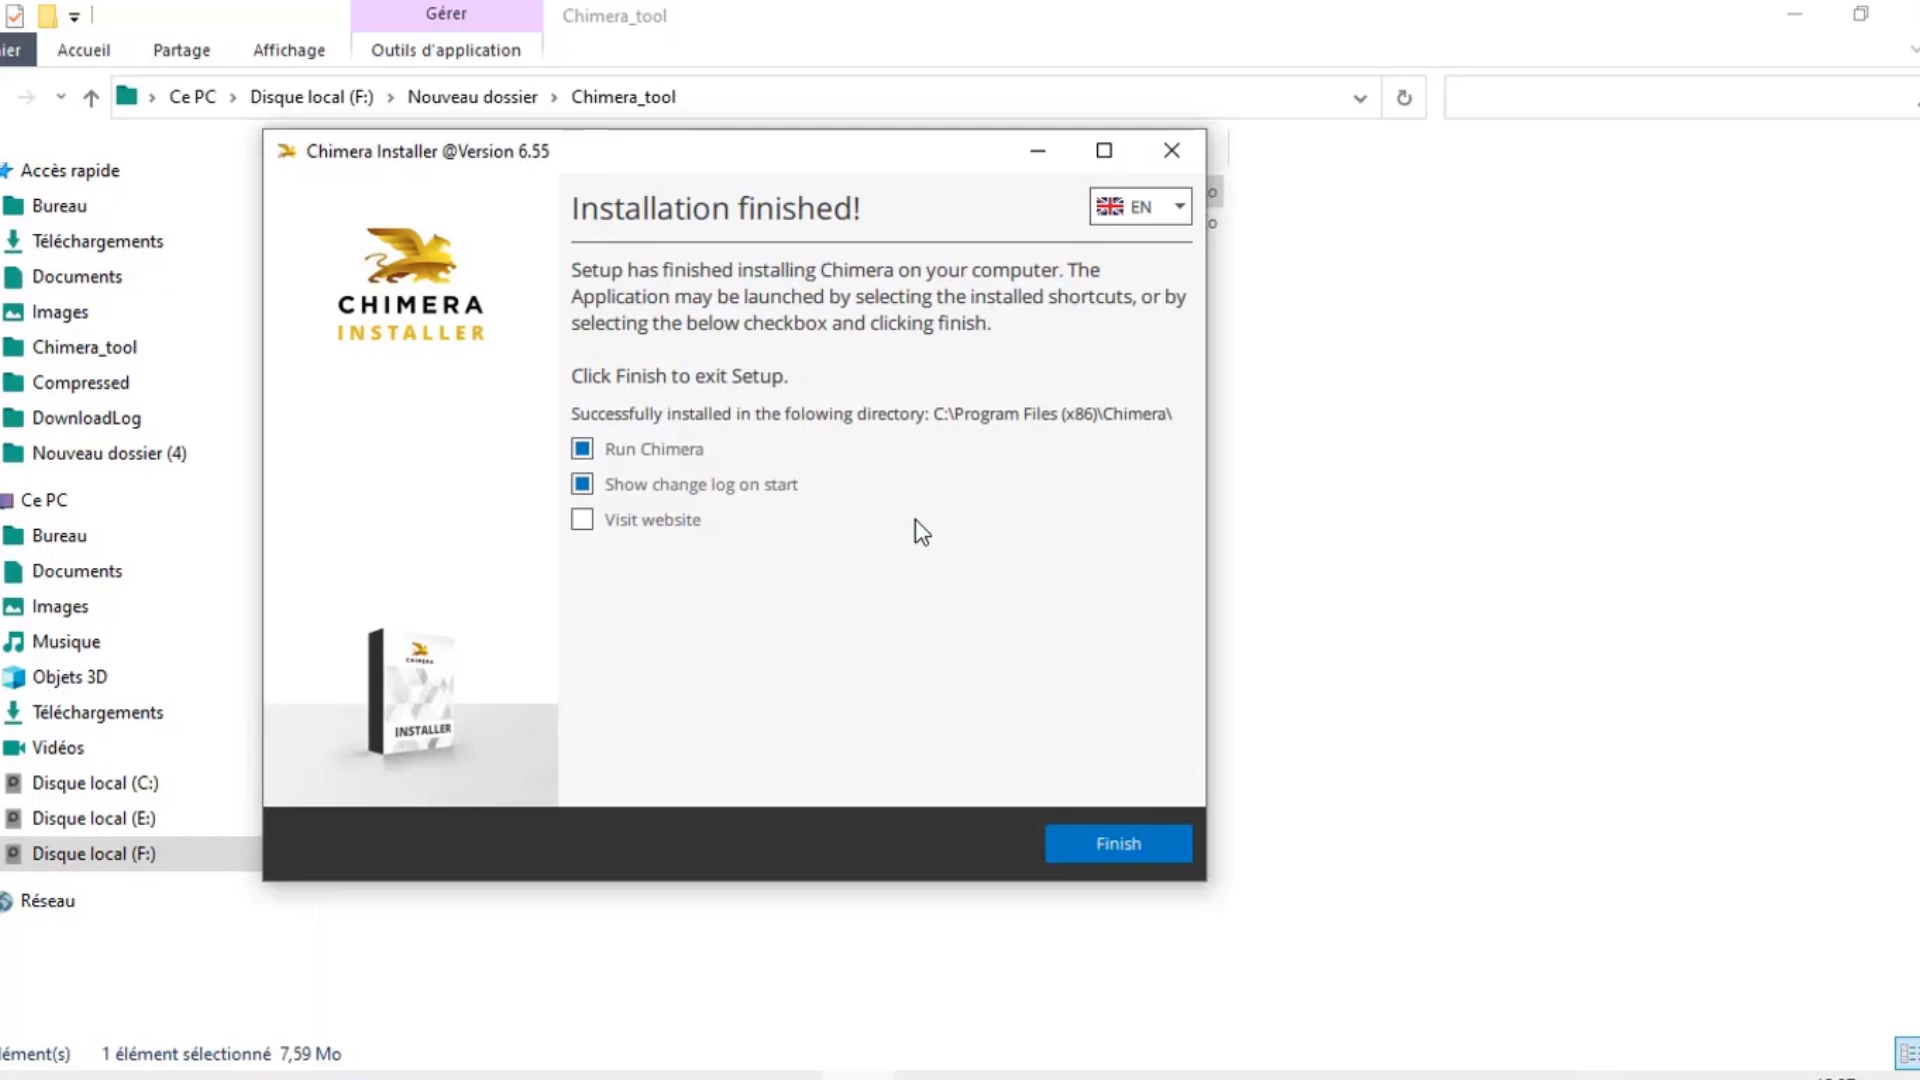 Gérer
Chimera_tool
ier
Accueil
Partage
Affichage
Outils d'application
Ce PC
Disque local (F:)
Nouveau dossier
Chimera_tool
Chimera Installer @Version 6.55
Accès rapide
Bureau
Téléchargements
Documents
Images
Chimera_tool
Compressed
DownloadLog
Nouveau dossier (4)
Ce PC
Bureau
Documents
Images
Musique
Objets 3D
Téléchargements
Vidéos
Disque local (C:)
Disque local (E:)
Disque local (F:)
Réseau
CHIMERA
INSTALLER
CHIMERA
INSTALLER
Installation finished!
EN
Setup has finished installing Chimera on your computer. The
Application may be launched by selecting the installed shortcuts, or by
selecting the below checkbox and clicking finish.
Click Finish to exit Setup.
Successfully installed in the folowing directory: C:\Program Files (x86)\Chimera\
Run Chimera
Show change log on start
Visit website
Finish
o
o
lément(s)
1 élément sélectionné 7,59 Mo